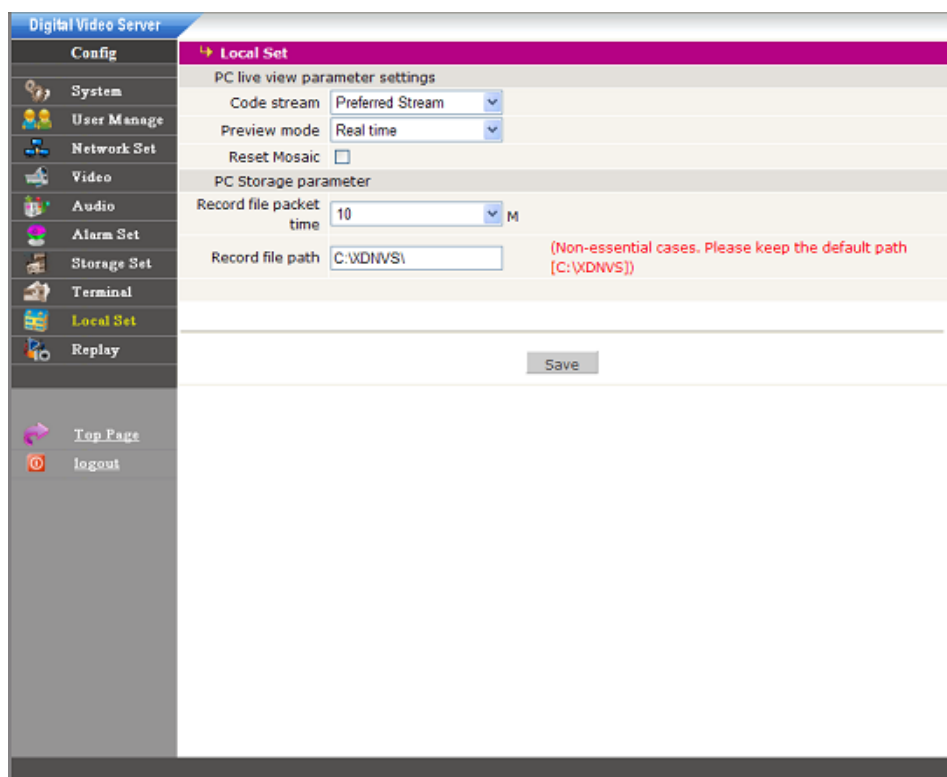 Digital Video Server
Config
System
User Manage
Network Set
Video
Audio
Alarm Set
Storage Set
Terminal
Local Set
Replay
Top Page
logout
Local Set
PC live view parameter settings
Code stream Preferred Stream
Preview mode Real time
Reset Mosaic
PC Storage parameter
Record file packet
time 10 M
Record file path C:\XDNVS\ (Non-essential cases. Please keep the default path
[C:\XDNVS])
Save